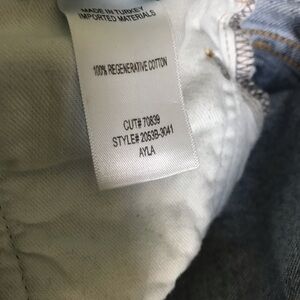 MADE IN TURKEY
IMPORTED MATERIALS
100% REGENERATIVE COTTON
CUT# 70839
STYLE# 2053B-3041
AYLA